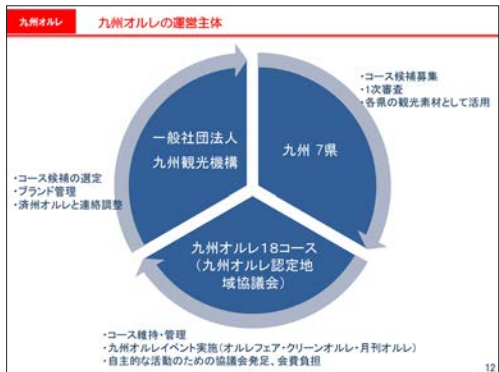 九州オルレ
九州オルレの運営主体
一般社団法人
九州観光機構
九州 7県
・コース候補募集
・1次審査
・各県の観光素材として活用
・コース候補の選定
・ブランド管理
・済州オルレと連絡調整
九州オルレ18コース
(九州オルレ認定地
域協議会)
・コース維持・管理
・九州オルレイベント実施(オルレフェア・クリーンオルレ・月刊オルレ)
・自主的な活動のための協議会発足、会費負担
12